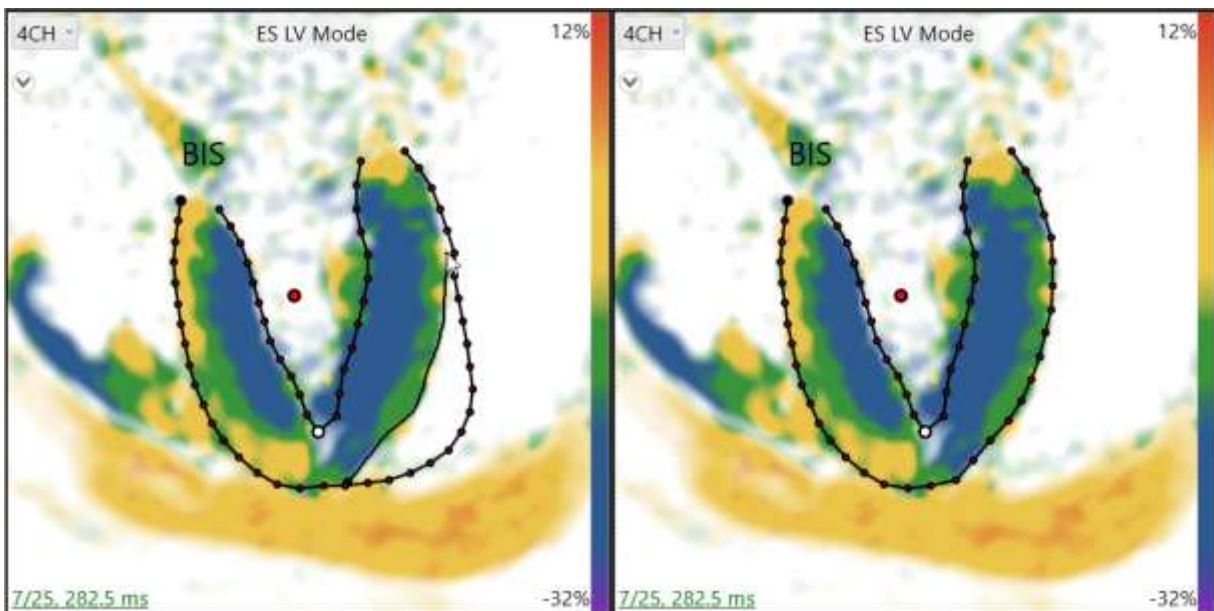 4CH ES LV Mode 12%
BIS
7/25, 282.5 ms -32%
4CH ES LV Mode 12%
BIS
7/25, 282.5 ms -32%